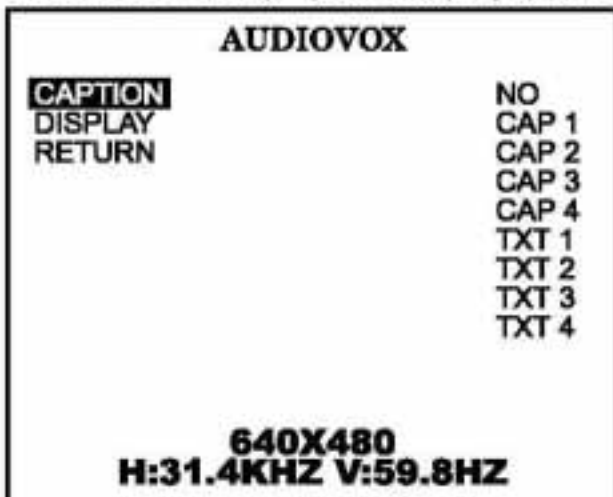 AUDIOVOX
CAPTION NO
DISPLAY CAP 1
RETURN CAP 2
CAP 3
CAP 4
TXT 1
TXT 2
TXT 3
TXT 4
640X480
H:31.4KHZ V:59.8HZ